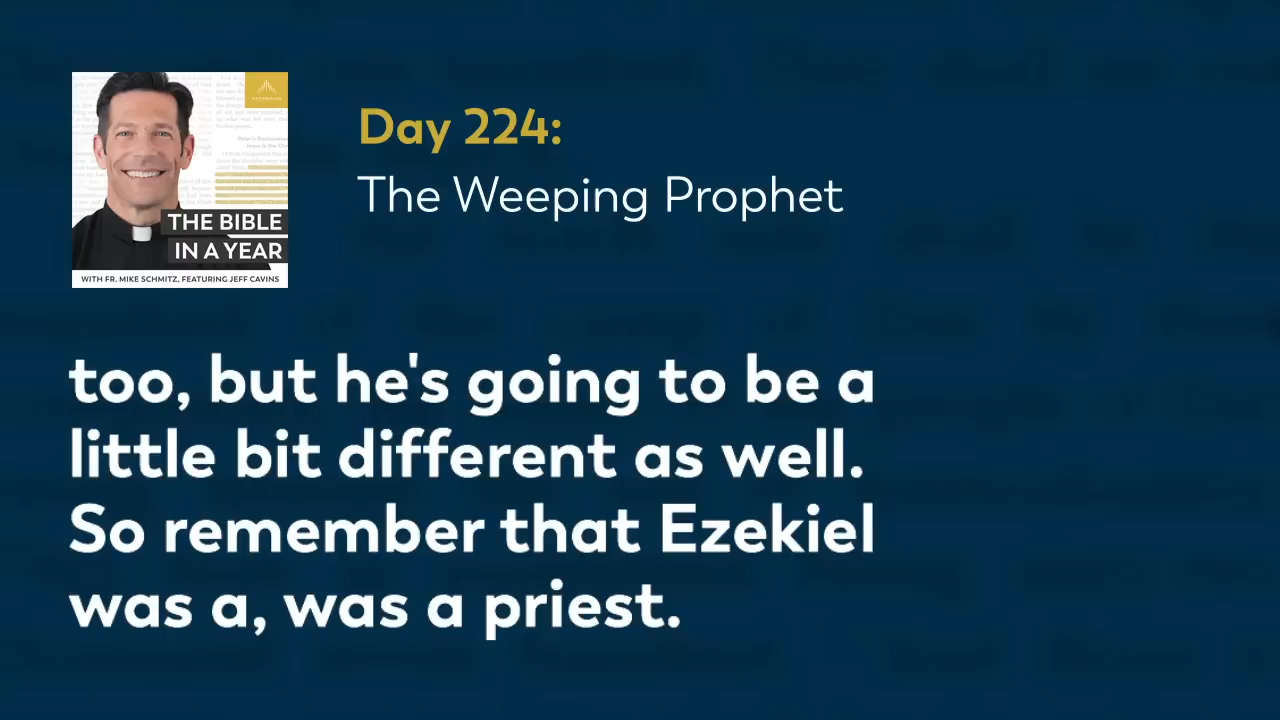 Day 224:
The Weeping Prophet
THE BIBLE
IN A YEAR
WITH FR. MIKE SCHMITZ, FEATURING JEFF CAVINS
too, but he's going to be a
little bit different as well.
So remember that Ezekiel
was a, was a priest.